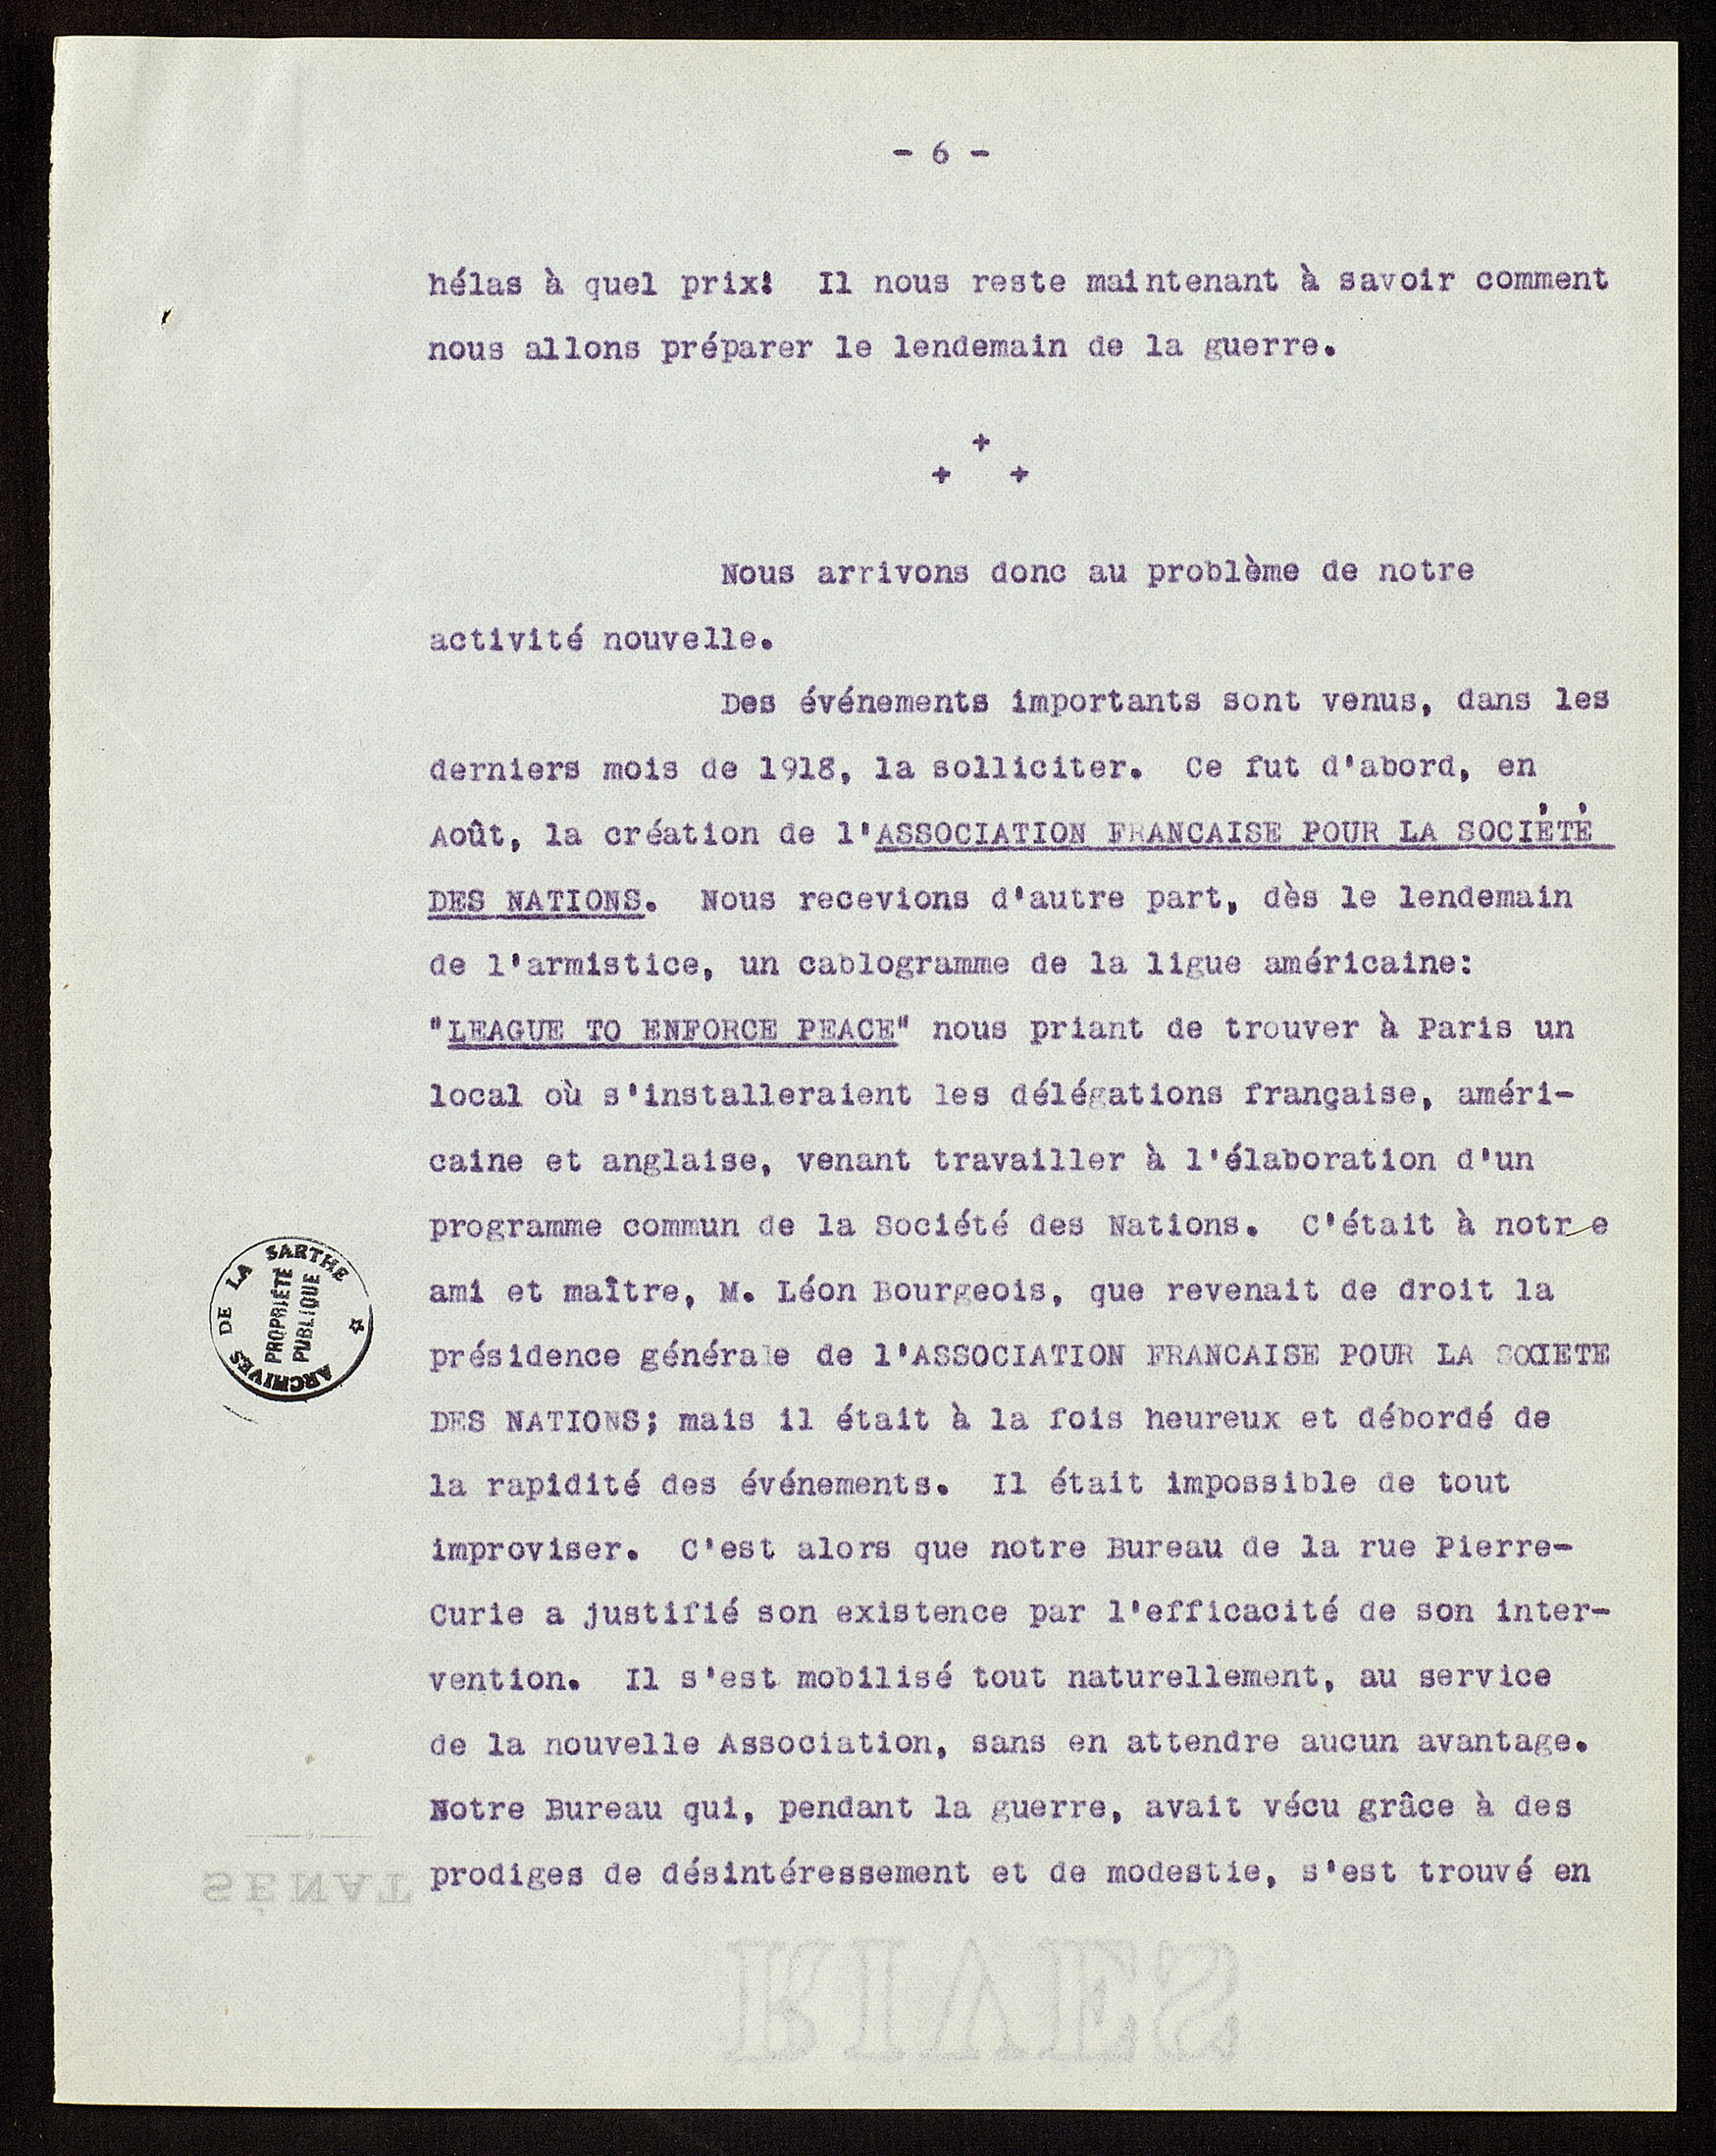 - 6 -
hélas à quel prix! Il nous reste maintenant à savoir comment
nous allons préparer le lendemain de la guerre.
+
+ +
Nous arrivons donc au problème de notre
activité nouvelle.
Des événements importants sont venus, dans les
derniers mois de 1918, la solliciter. Ce fut d'abord, en
Août, la création de l'ASSOCIATION FRANCAISE POUR LA SOCIÉTÉ
DES NATIONS. Nous recevions d'autre part, dès le lendemain
de l'armistice, un cablogramme de la ligue américaine:
"LEAGUE TO ENFORCE PEACE" nous priant de trouver à Paris un
local où s'installeraient les délégations française, améri-
caine et anglaise, venant travailler à l'élaboration d'un
programme commun de la Société des Nations. C'était à notre
ami et maître, M. Léon Bourgeois, que revenait de droit la
présidence générale de l'ASSOCIATION FRANCAISE POUR LA SOCIETE
DES NATIONS; mais il était à la fois heureux et débordé de
la rapidité des événements. Il était impossible de tout
improviser. C'est alors que notre Bureau de la rue Pierre-
Curie a justifié son existence par l'efficacité de son inter-
vention. Il s'est mobilisé tout naturellement, au service
de la nouvelle Association, sans en attendre aucun avantage.
Notre Bureau qui, pendant la guerre, avait vécu grâce à des
prodiges de désintéressement et de modestie, s'est trouvé en
ARCHIVES DE LA SARTHE
PROPRIÉTÉ
PUBLIQUE
SÉNAT
RIVES